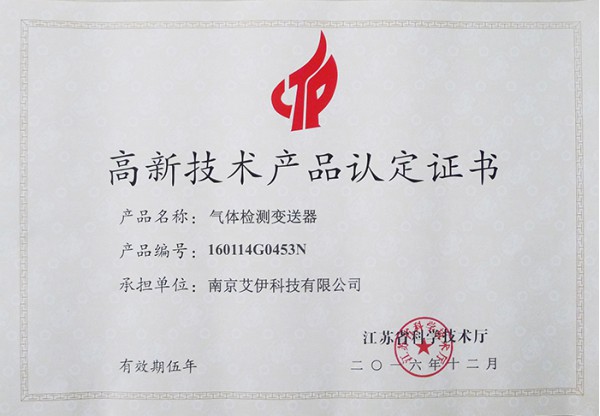 高新技术产品认定证书
产品名称：气体检测变送器
产品编号：160114G0453N
承担单位：南京艾伊科技有限公司
江苏省科学技术厅
有效期伍年
二〇一六年十二月